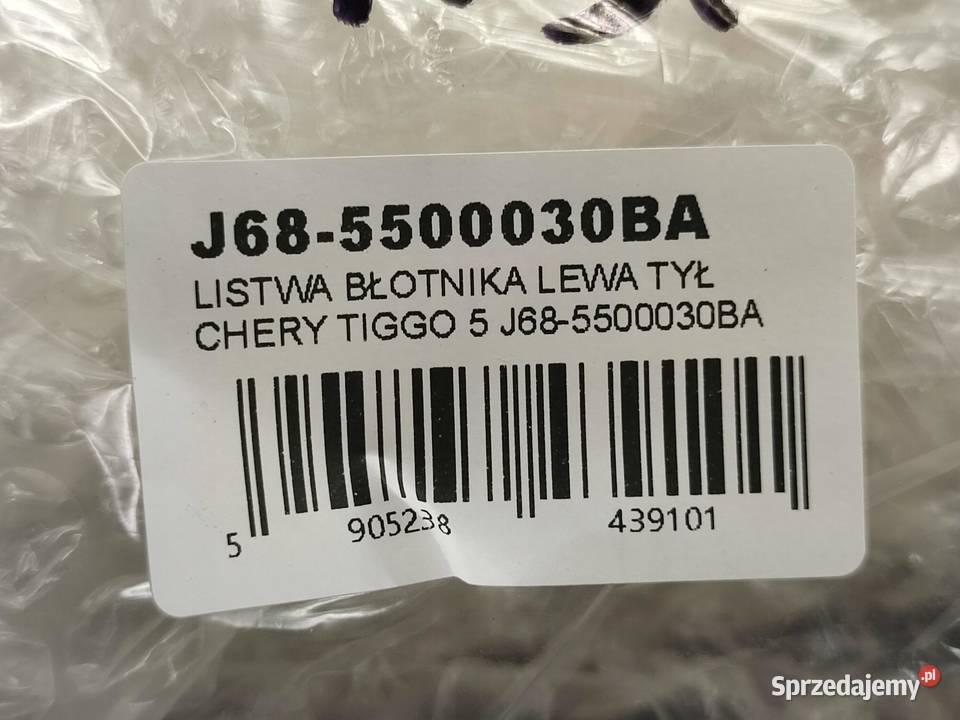 J68-5500030BA
LISTWA BŁOTNIKA LEWA TYŁ
CHERY TIGGO 5 J68-5500030BA
5 905238 439101
Sprzedajemy.pl